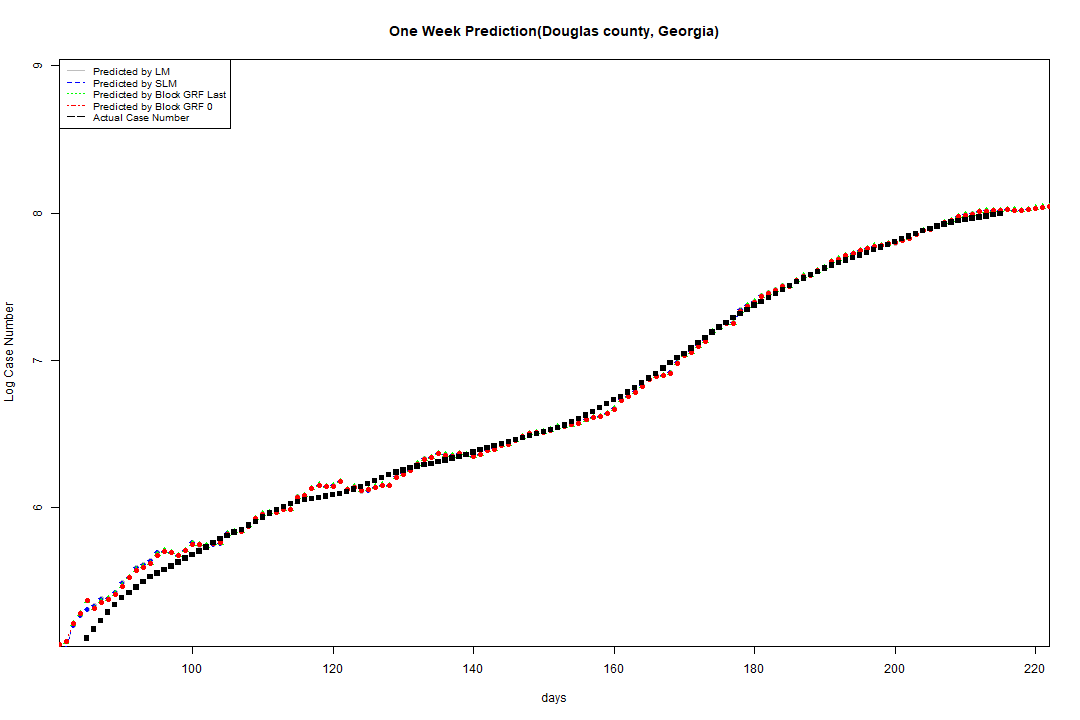 One Week Prediction(Douglas county, Georgia)
Predicted by LM
Predicted by SLM
Predicted by Block GRF Last
Predicted by Block GRF 0
Actual Case Number
9
8
7
6
Log Case Number
100 120 140 160 180 200 220
days